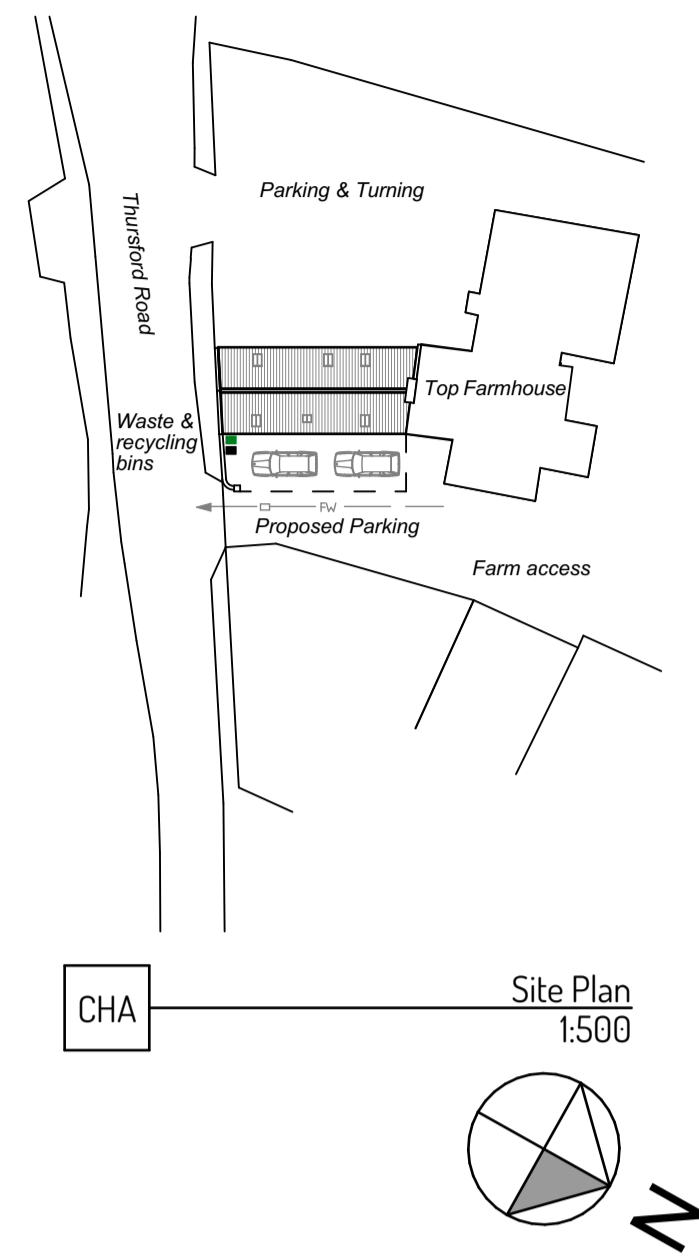 Parking & Turning
Thursford Road
Top Farmhouse
Waste &
recycling
bins
FW
Proposed Parking
Farm access
CHA
Site Plan
1:500
N